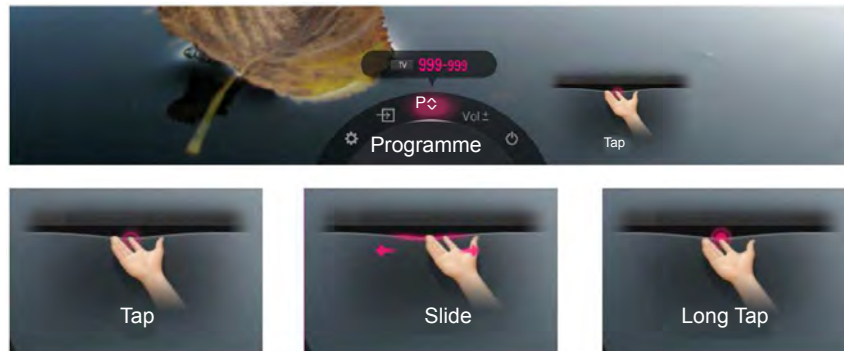 TV 999-999
P
Vol ±
Programme
Tap
Tap
Slide
Long Tap